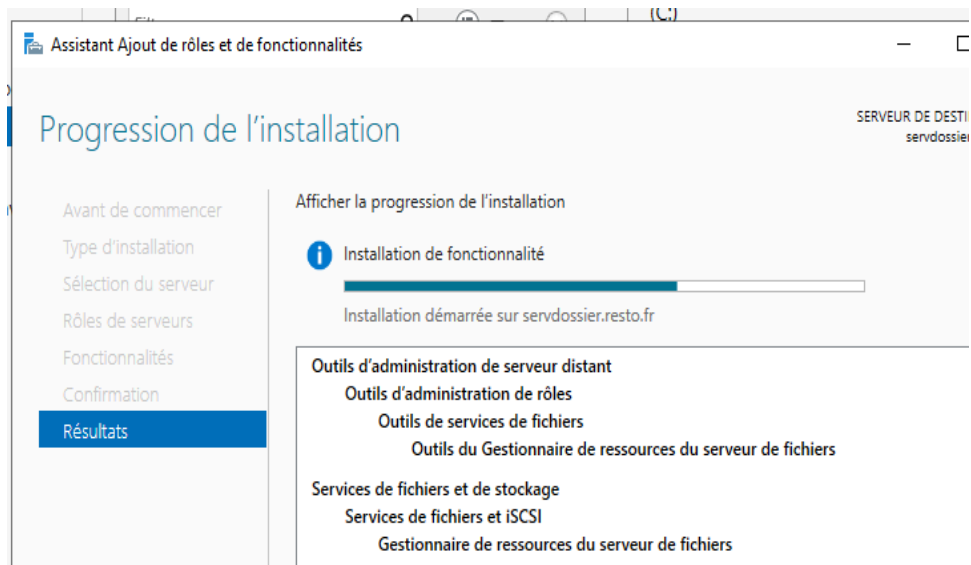 (C:)
Assistant Ajout de rôles et de fonctionnalités
Progression de l'installation
SERVEUR DE
servdossier
Avant de commencer
Type d'installation
Sélection du serveur
Rôles de serveurs
Fonctionnalités
Confirmation
Résultats
Afficher la progression de l'installation
Installation de fonctionnalité
Installation démarrée sur servdossier.resto.fr
Outils d'administration de serveur distant
Outils d'administration de rôles
Outils de services de fichiers
Outils du Gestionnaire de ressources du serveur de fichiers
Services de fichiers et de stockage
Services de fichiers et iSCSI
Gestionnaire de ressources du serveur de fichiers